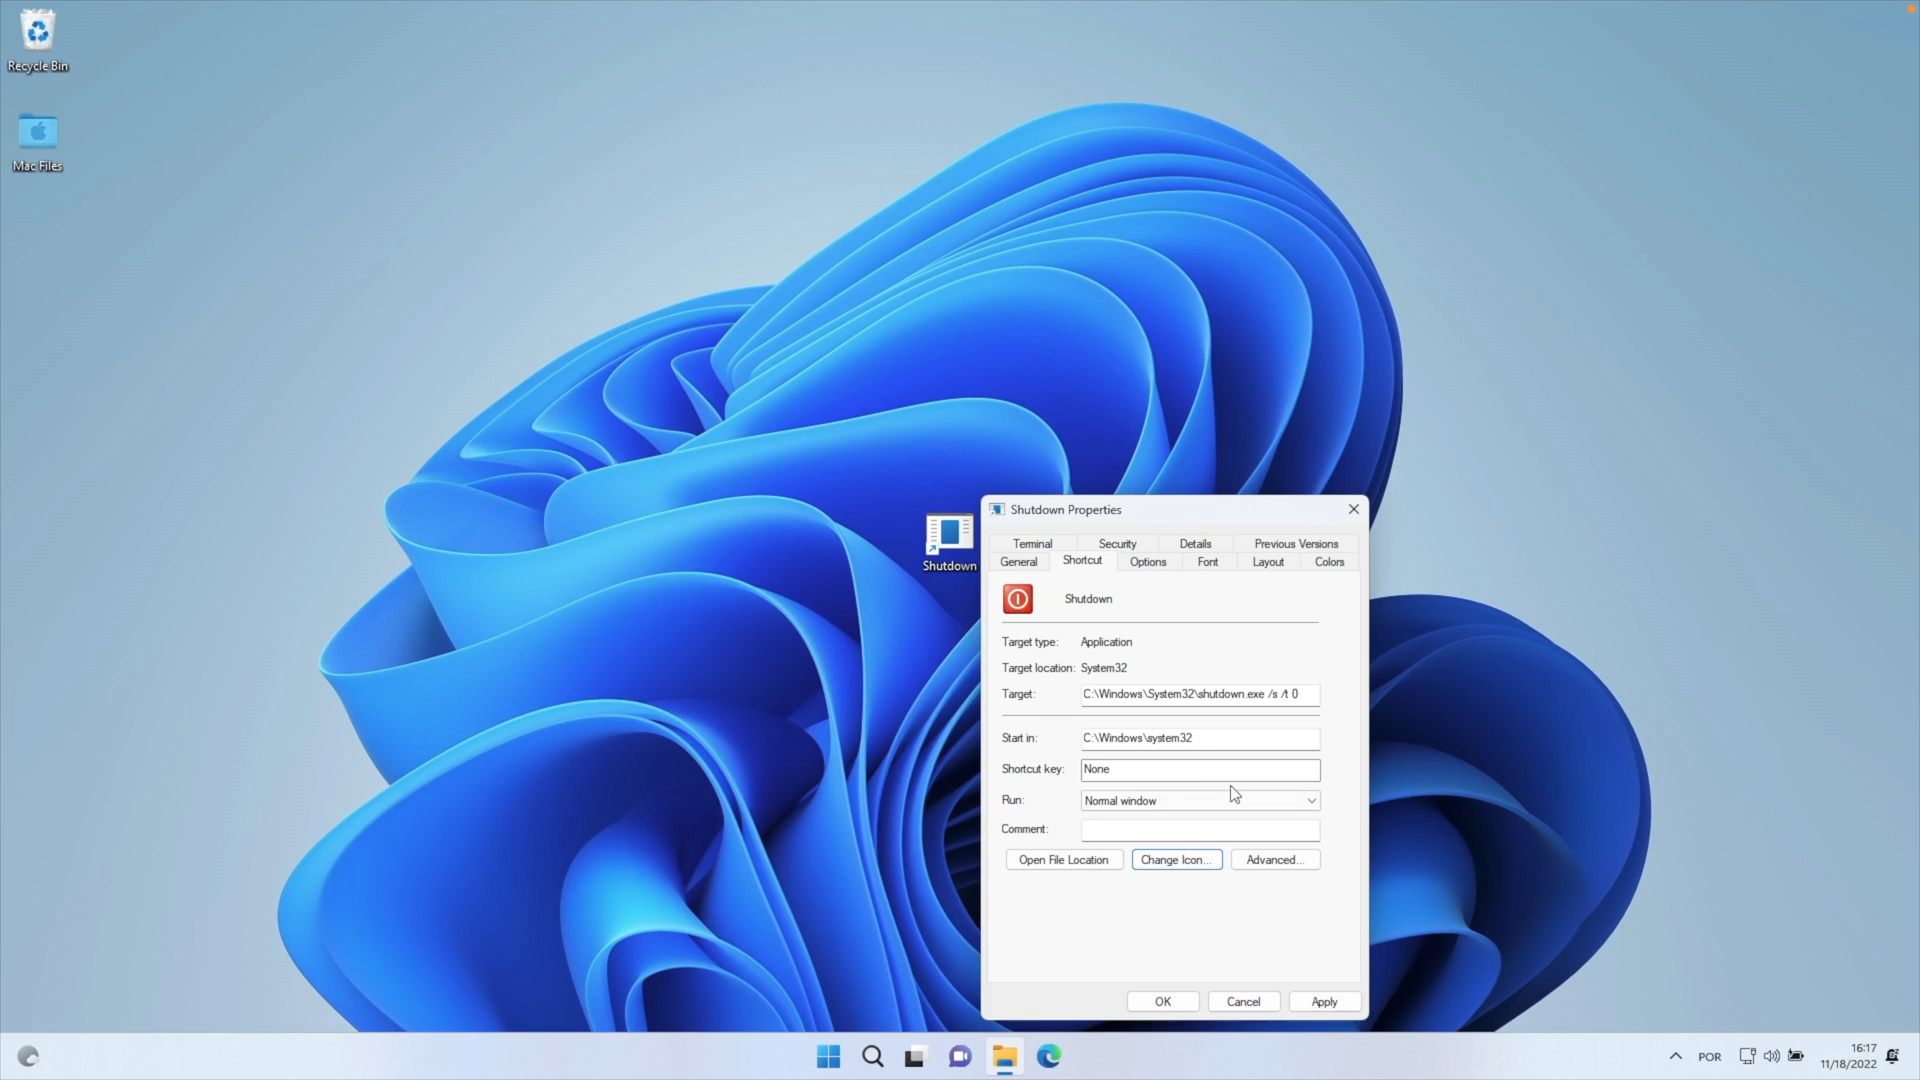 Recycle Bin
Mac Files
Shutdown
Shutdown Properties
Terminal Security Details Previous Versions
General Shortcut Options Font Layout Colors
Shutdown
Target type: Application
Target location: System32
Target: C:\Windows\System32\shutdown.exe /s /t 0
Start in: C:\Windows\system32
Shortcut key: None
Run: Normal window
Comment:
Open File Location Change Icon... Advanced...
OK Cancel Apply
POR
16:17
11/18/2022